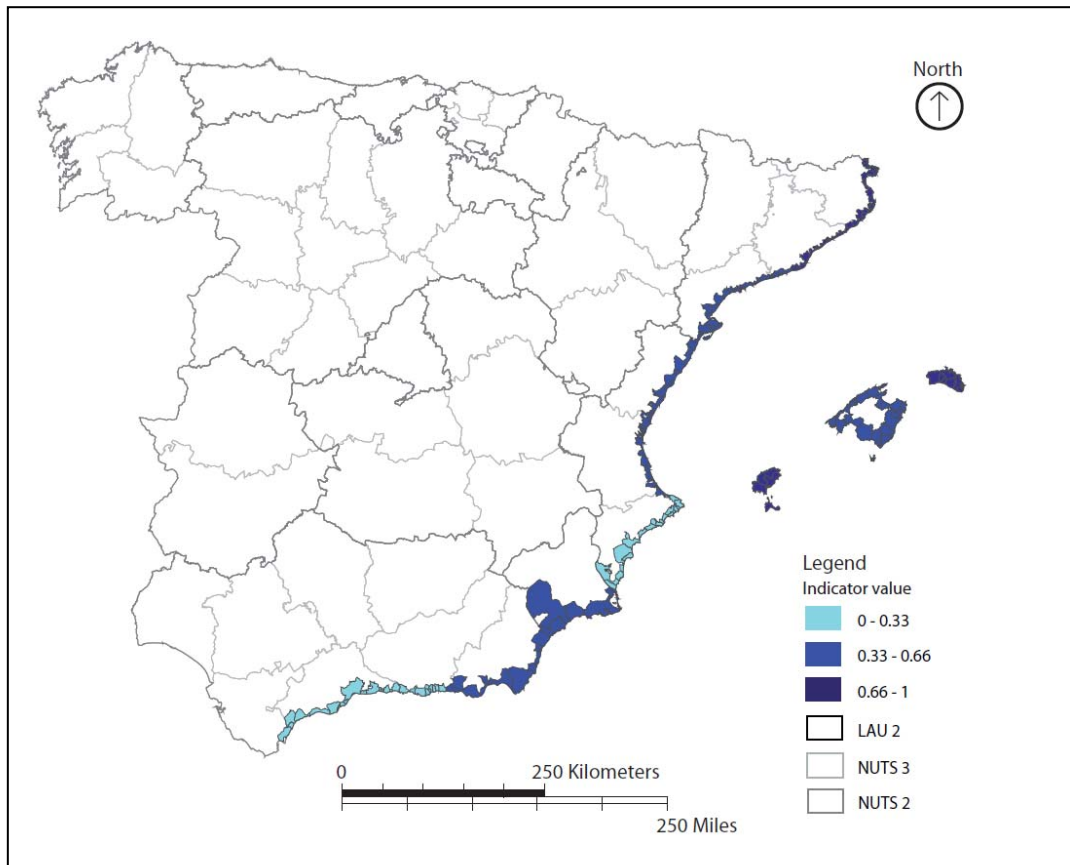 North
Legend
Indicator value
0 - 0.33
0.33 - 0.66
0.66 - 1
LAU 2
NUTS 3
NUTS 2
0 250 Kilometers
250 Miles